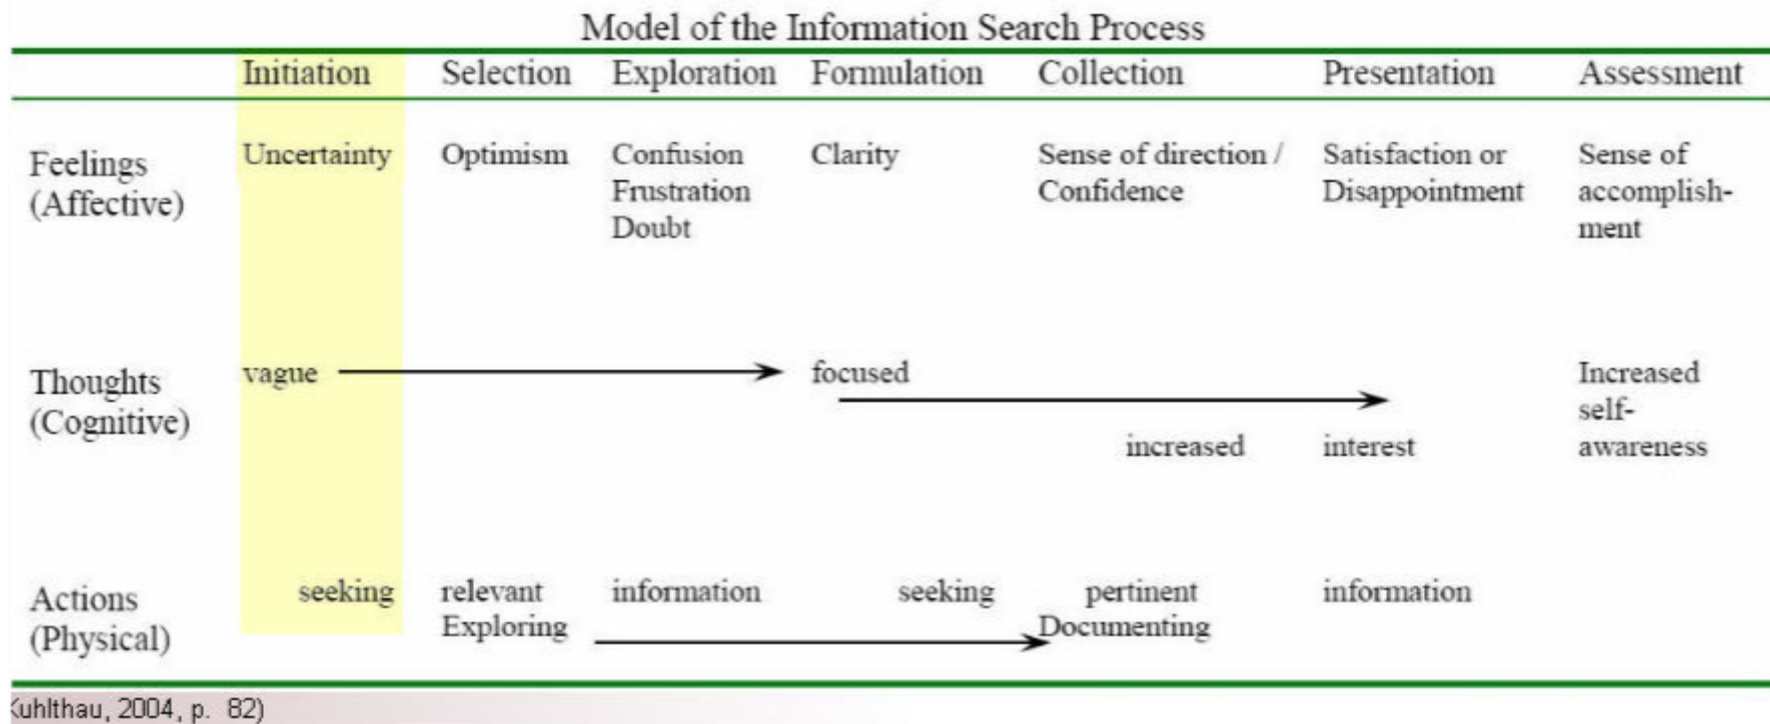 Model of the Information Search Process
Initiation Selection Exploration Formulation Collection Presentation Assessment
Feelings (Affective) Uncertainty Optimism Confusion Frustration Doubt Clarity Sense of direction / Confidence Satisfaction or Disappointment Sense of accomplish- ment
Thoughts (Cognitive) vague focused increased interest Increased self- awareness
Actions (Physical) seeking relevant information seeking pertinent information
Exploring Documenting
Kuhlthau, 2004, p. 82)